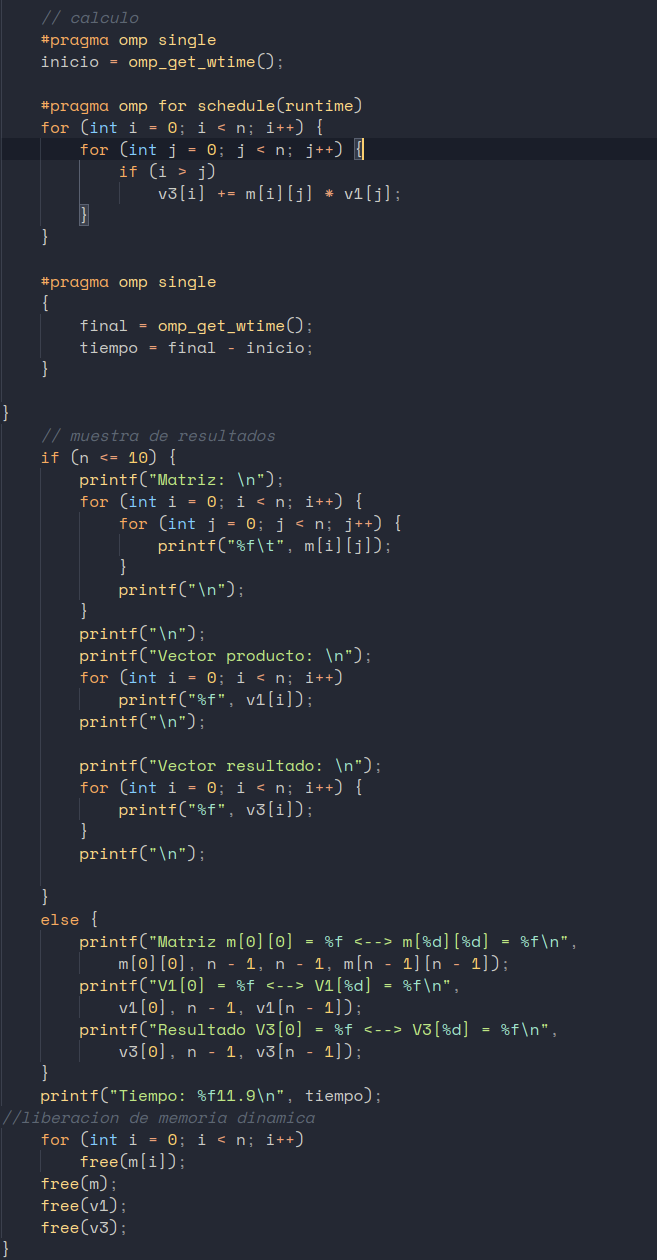 // calculo
#pragma omp single
inicio = omp_get_wtime();
#pragma omp for schedule(runtime)
for (int i = 0; i < n; i++) {
for (int j = 0; j < n; j++) {
if (i > j)
v3[i] += m[i][j] * v1[j];
}
}
#pragma omp single
{
final = omp_get_wtime();
tiempo = final - inicio;
}
}
// muestra de resultados
if (n <= 10) {
printf("Matriz: \n");
for (int i = 0; i < n; i++) {
for (int j = 0; j < n; j++) {
printf("%f\t", m[i][j]);
}
printf("\n");
}
printf("\n");
printf("Vector producto: \n");
for (int i = 0; i < n; i++)
printf("%f", v1[i]);
printf("\n");
printf("Vector resultado: \n");
for (int i = 0; i < n; i++) {
printf("%f", v3[i]);
}
printf("\n");
}
else {
printf("Matriz m[0][0] = %f <--> m[%d][%d] = %f\n",
m[0][0], n - 1, n - 1, m[n - 1][n - 1]);
printf("V1[0] = %f <--> V1[%d] = %f\n",
v1[0], n - 1, v1[n - 1]);
printf("Resultado V3[0] = %f <--> V3[%d] = %f\n",
v3[0], n - 1, v3[n - 1]);
}
printf("Tiempo: %f11.9\n", tiempo);
//liberacion de memoria dinamica
for (int i = 0; i < n; i++)
free(m[i]);
free(m);
free(v1);
free(v3);
}